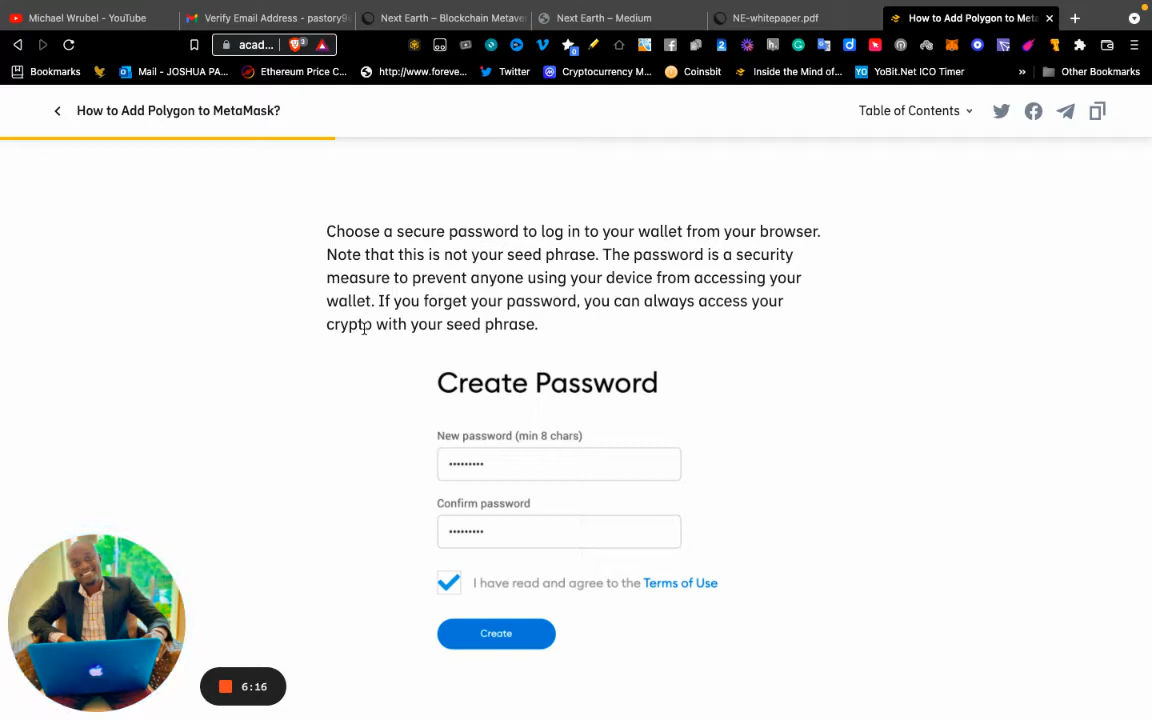 Michael Wrubel - YouTube
Verify Email Address - pastory9
Next Earth – Blockchain Metaver
Next Earth – Medium
NE-whitepaper.pdf
How to Add Polygon to Meta
acad...
3
0
2
Bookmarks
Mail - JOSHUA PA...
Ethereum Price C...
http://www.foreve...
Twitter
Cryptocurrency M...
Coinsbit
Inside the Mind of...
YO
YoBit.Net ICO Timer
»
Other Bookmarks
How to Add Polygon to MetaMask?
Table of Contents
Choose a secure password to log in to your wallet from your browser.
Note that this is not your seed phrase. The password is a security
measure to prevent anyone using your device from accessing your
wallet. If you forget your password, you can always access your
crypto with your seed phrase.
Create Password
New password (min 8 chars)
•••••••••
Confirm password
•••••••••
I have read and agree to the Terms of Use
Create
6:16